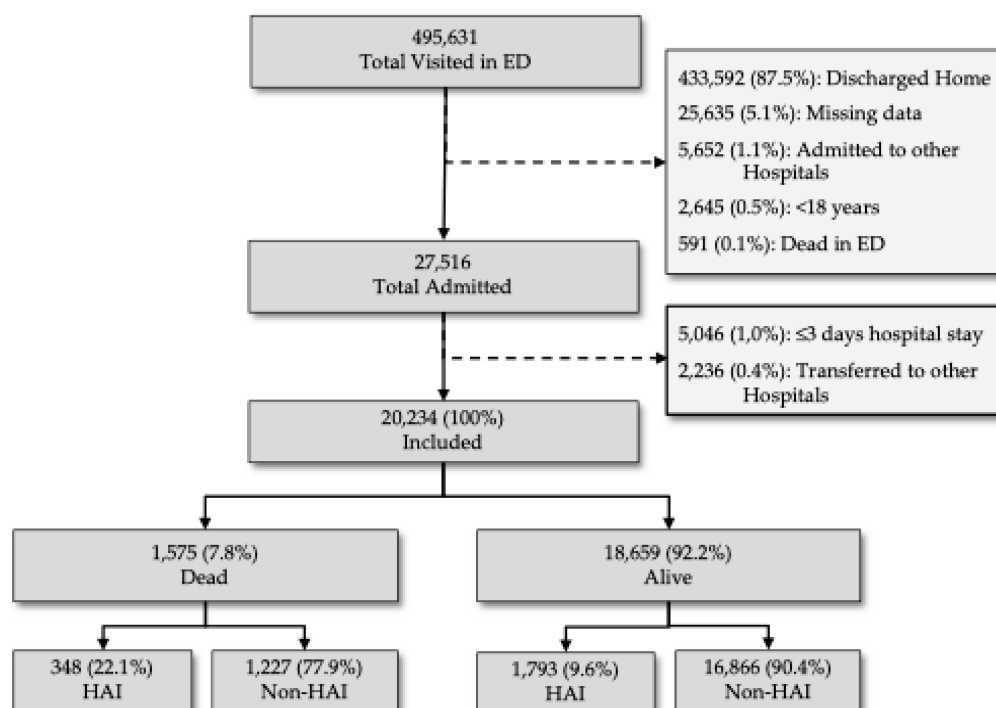 495,631
Total Visited in ED
433,592 (87.5%): Discharged Home
25,635 (5.1%): Missing data
5,652 (1.1%): Admitted to other
Hospitals
2,645 (0.5%): <18 years
591 (0.1%): Dead in ED
27,516
Total Admitted
5,046 (1,0%): ≤3 days hospital stay
2,236 (0.4%): Transferred to other
Hospitals
20,234 (100%)
Included
1,575 (7.8%)
Dead
18,659 (92.2%)
Alive
348 (22.1%)
HAI
1,227 (77.9%)
Non-HAI
1,793 (9.6%)
HAI
16,866 (90.4%)
Non-HAI